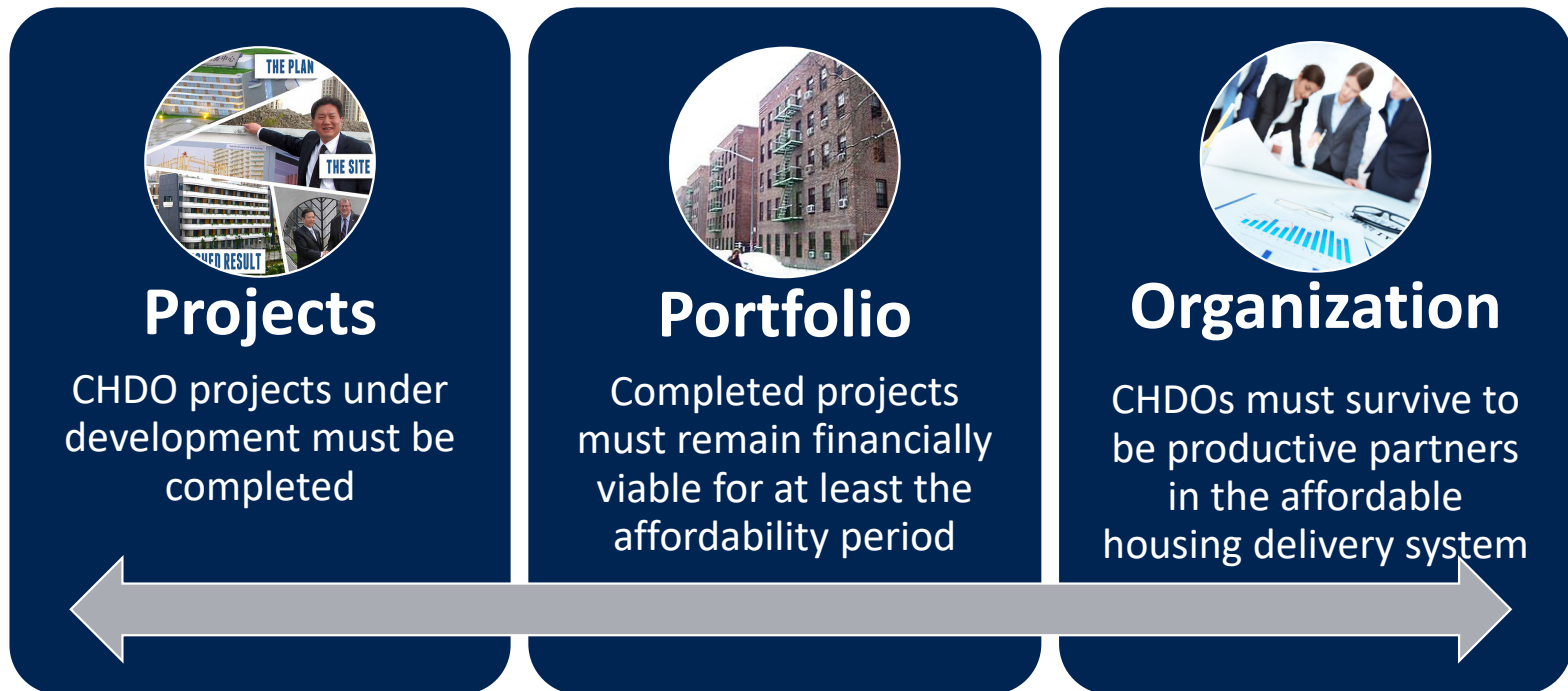 THE PLAN
THE SITE
RESULT
Projects
CHDO projects under
development must be
completed
Portfolio
Completed projects
must remain financially
viable for at least the
affordability period
Organization
CHDOs must survive to
be productive partners
in the affordable
housing delivery system